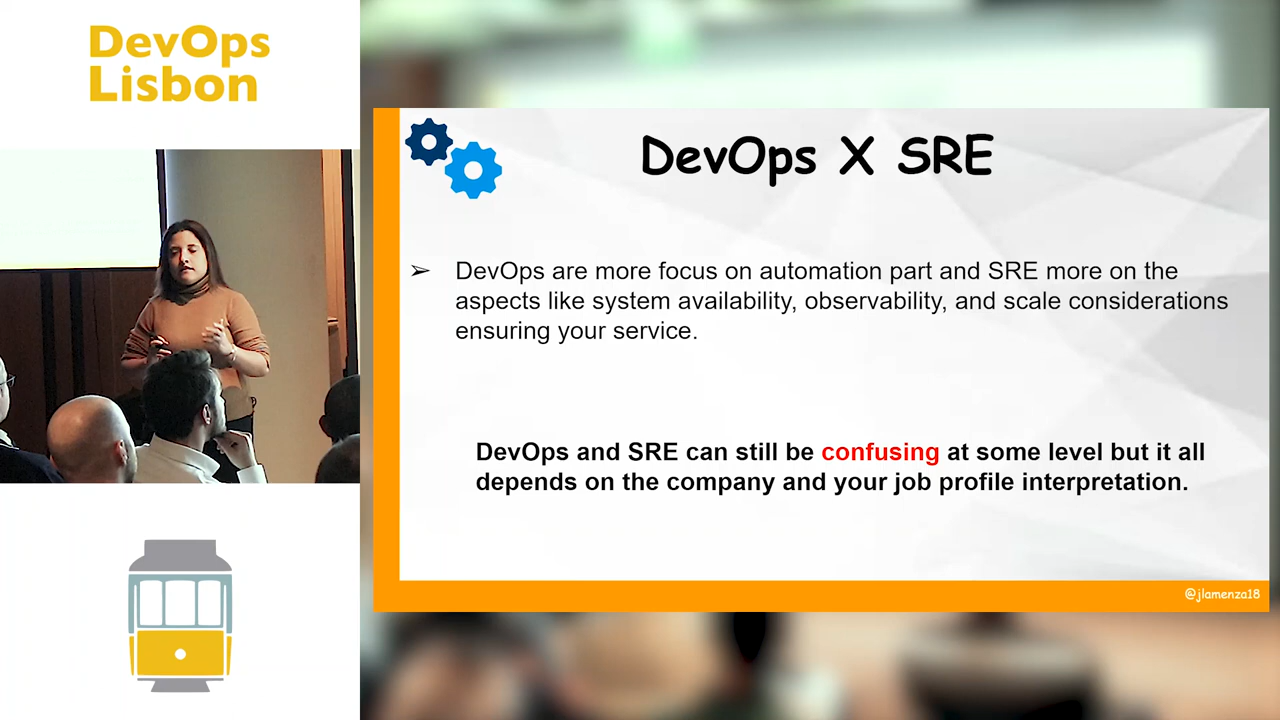 DevOps
Lisbon
DevOps X SRE
➢ DevOps are more focus on automation part and SRE more on the
aspects like system availability, observability, and scale considerations
ensuring your service.
DevOps and SRE can still be confusing at some level but it all
depends on the company and your job profile interpretation.
@jlamenza18